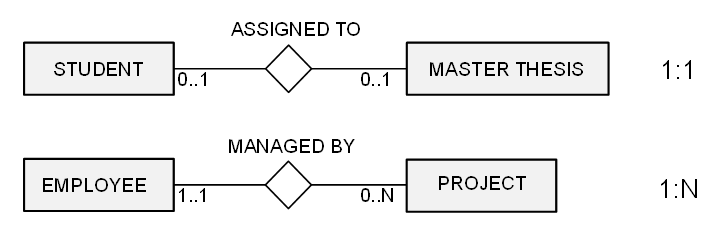 ASSIGNED TO
STUDENT
0..1
0..1
MASTER THESIS
1:1
MANAGED BY
EMPLOYEE
1..1
0..N
PROJECT
1:N